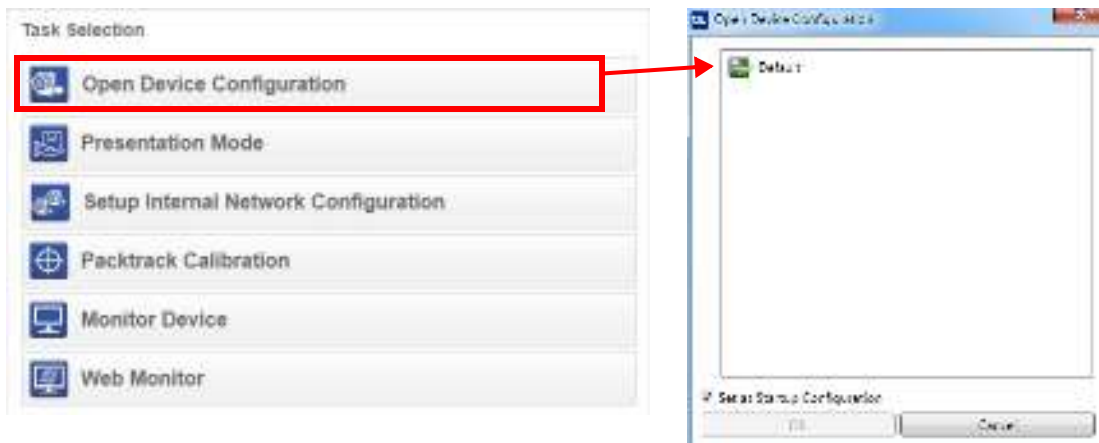 Task Selection
Open Device Configuration
Presentation Mode
Setup Internal Network Configuration
Packtrack Calibration
Monitor Device
Web Monitor
Open Device Configuration
Default
Set as Startup Configuration
OK
Cancel